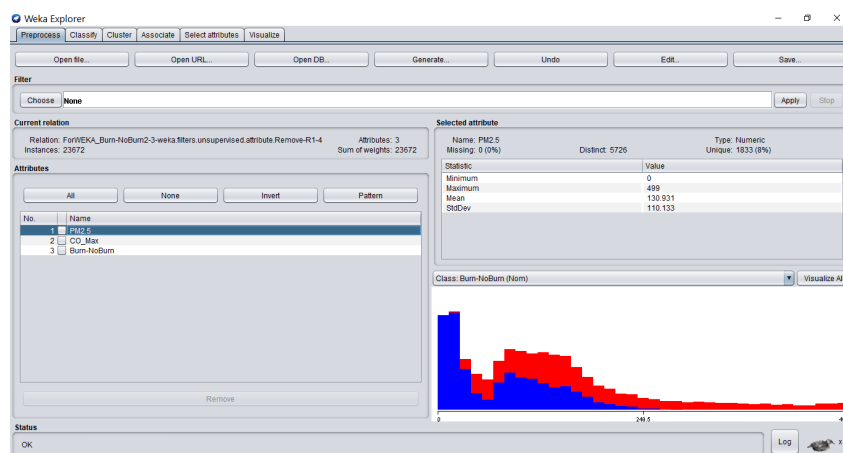 Weka Explorer
Preprocess Classify Cluster Associate Select attributes Visualize
Open file... Open URL... Open DB... Generate... Undo Edit... Save...
Filter
Choose None Apply Stop
Current relation
Relation: ForWEKA_Burn-NoBurn2-3-weka.filters.unsupervised.attribute.Remove-R1-4 Attributes: 3
Instances: 23672 Sum of weights: 23672
Selected attribute
Name: PM2.5 Type: Numeric
Missing: 0 (0%) Distinct: 5726 Unique: 1833 (8%)
Statistic Value
Minimum 0
Maximum 499
Mean 130.931
StdDev 110.133
Attributes
All None Invert Pattern
No. Name
1 PM2.5
2 CO_Max
3 Burn-NoBurn
Remove
Class: Burn-NoBurn (Nom) Visualize Al
0 249.5
Status
OK
Log x